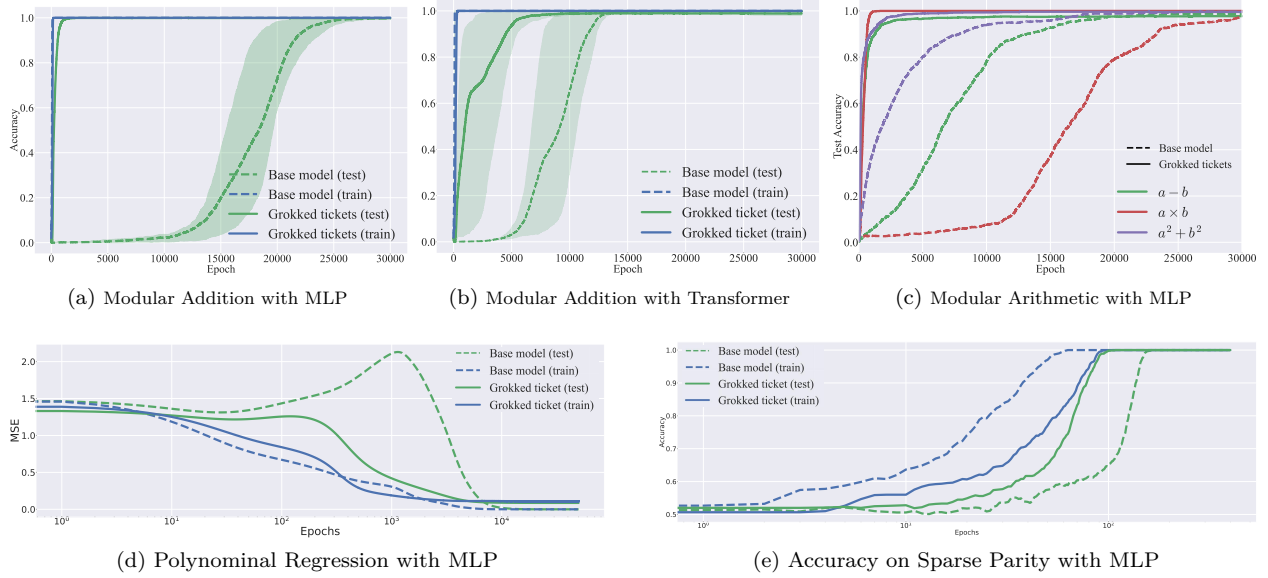 1.0
0.8
0.6
0.4
0.2
0.0
Accuracy
0
5000
10000
15000
20000
25000
30000
Epoch
Base model (test)
Base model (train)
Grokked tickets (test)
Grokked tickets (train)
(a) Modular Addition with MLP
1.0
0.8
0.6
0.4
0.2
0.0
0
5000
10000
15000
20000
25000
30000
Epoch
Base model (test)
Base model (train)
Grokked ticket (test)
Grokked ticket (train)
(b) Modular Addition with Transformer
1.0
0.8
0.6
0.4
0.2
0.0
Test Accuracy
0
5000
10000
15000
20000
25000
30000
Epoch
Base model
Grokked tickets
a − b
a × b
a² + b²
(c) Modular Arithmetic with MLP
2.0
1.5
1.0
0.5
0.0
MSE
10⁰
10¹
10²
10³
10⁴
Epochs
Base model (test)
Base model (train)
Grokked ticket (test)
Grokked ticket (train)
(d) Polynominal Regression with MLP
1.0
0.9
0.8
0.7
0.6
0.5
Accuracy
10⁰
10¹
10²
Epochs
Base model (test)
Base model (train)
Grokked ticket (test)
Grokked ticket (train)
(e) Accuracy on Sparse Parity with MLP